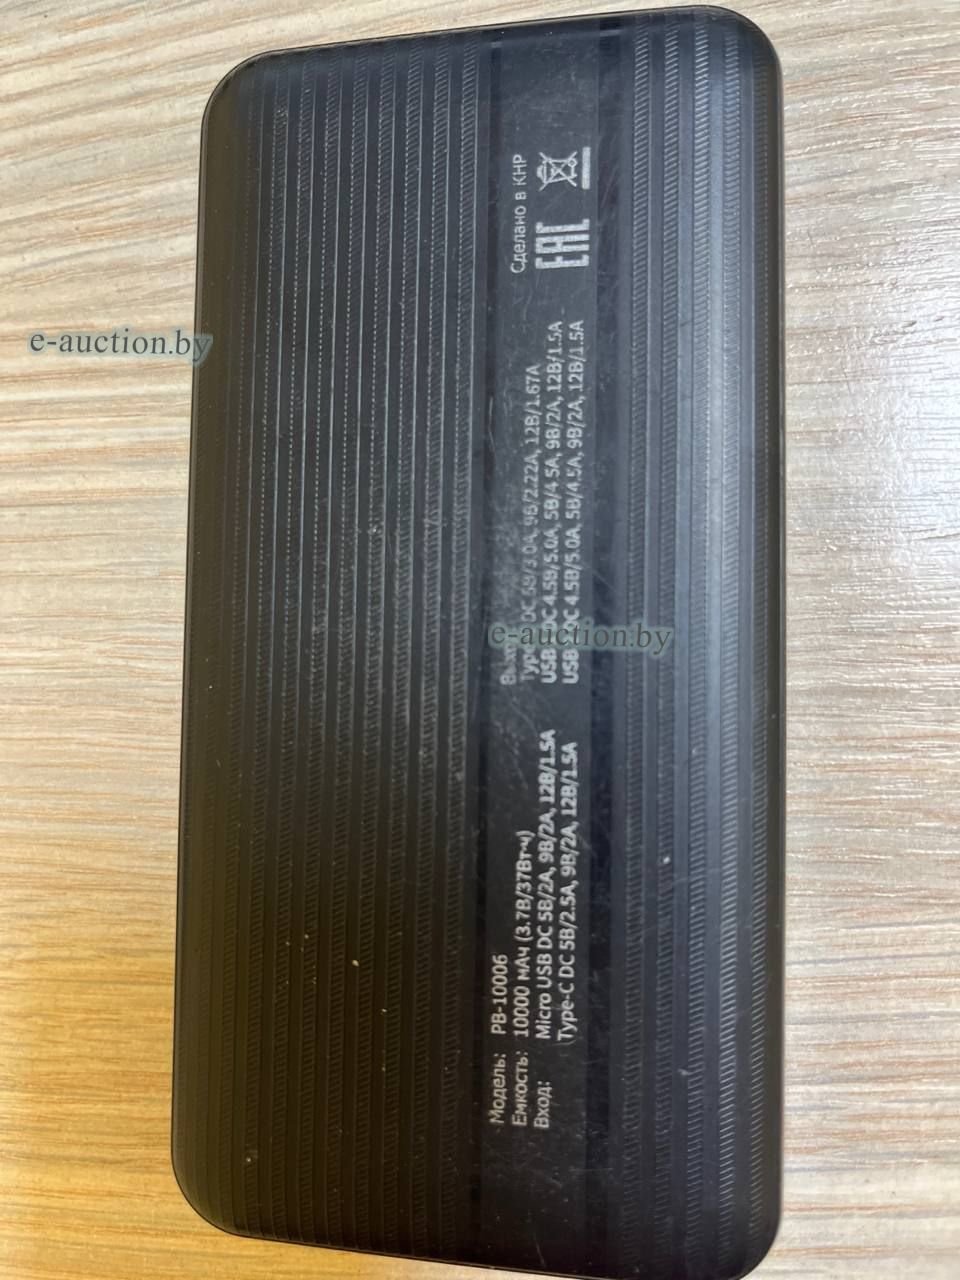 Модель: PB-10006
Емкость: 10000 мАч (3.7В/37Вт·ч)
Вход: Micro USB DC 5В/2А, 9В/2А, 12В/1.5А
Type-C DC 5В/2.5А, 9В/2А, 12В/1.5А
DC 5В/3.0А, 9В/2.22А, 12В/1.67А
USB DC 4.5В/5.0А, 5В/4.5А, 9В/2А, 12В/1.5А
USB DC 4.5В/5.0А, 5В/4.5А, 9В/2А, 12В/1.5А
Сделано в КНР
EAC
e-auction.by
e-auction.by